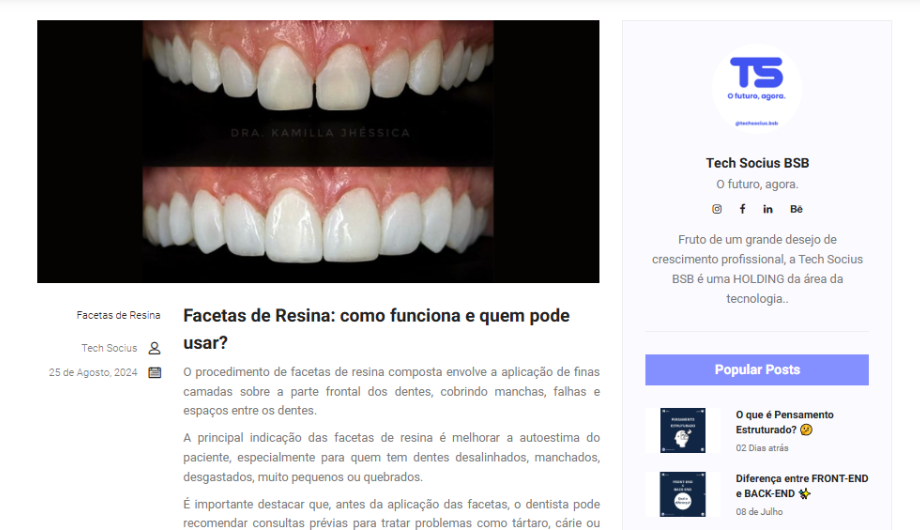 DRA. KAMILLA JHÉSSICA
Facetas de Resina
Tech Socius
25 de Agosto, 2024
Facetas de Resina: como funciona e quem pode
usar?
O procedimento de facetas de resina composta envolve a aplicação de finas
camadas sobre a parte frontal dos dentes, cobrindo manchas, falhas e
espaços entre os dentes.
A principal indicação das facetas de resina é melhorar a autoestima do
paciente, especialmente para quem tem dentes desalinhados, manchados,
desgastados, muito pequenos ou quebrados.
É importante destacar que, antes da aplicação das facetas, o dentista pode
recomendar consultas prévias para tratar problemas como tártaro, cárie ou
TS
O futuro, agora.
@techsocius.bsb
Tech Socius BSB
O futuro, agora.
Bē
Fruto de um grande desejo de
crescimento profissional, a Tech Socius
BSB é uma HOLDING da área da
tecnologia..
Popular Posts
PENSAMENTO
ESTRUTURADO
O que é Pensamento
Estruturado? 🤔
02 Dias atrás
Diferença entre FRONT-END
e BACK-END ✨
08 de Julho